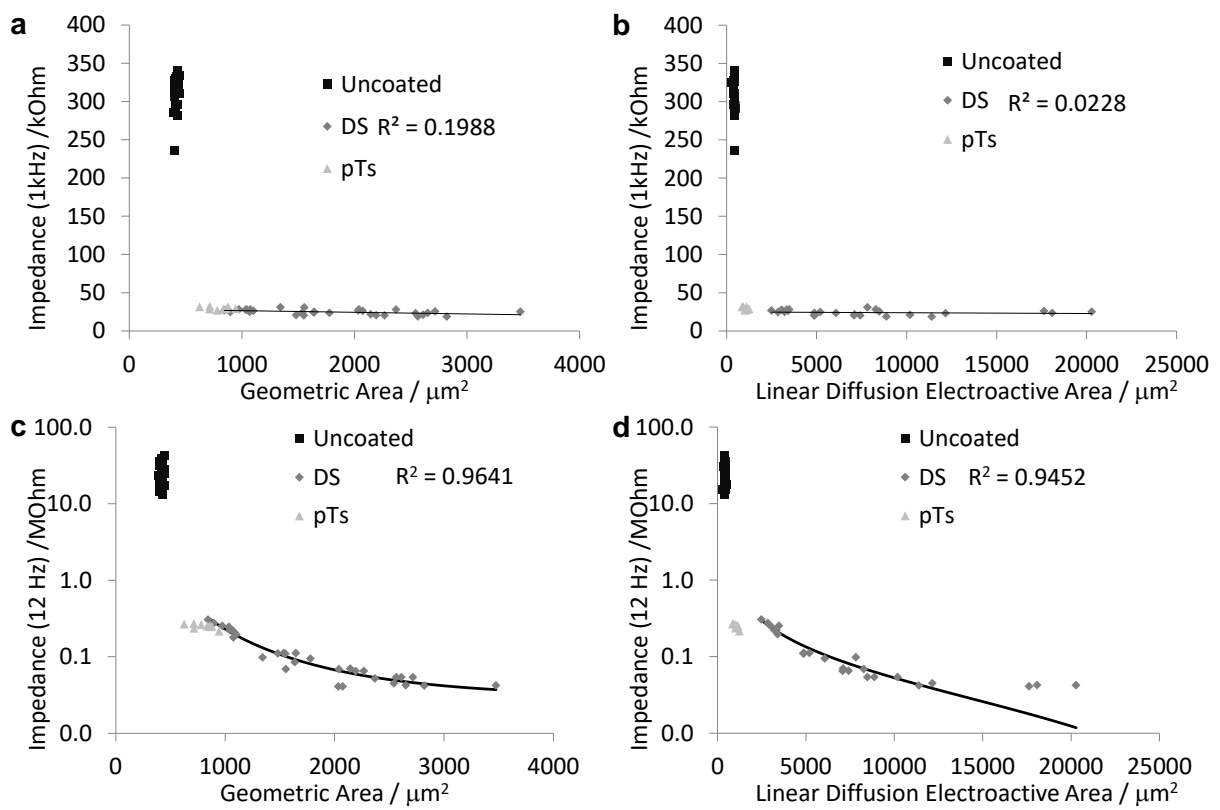 a
400
350
300
250
200
150
100
50
0
Impedance (1kHz) /kOhm
Uncoated
DS R² = 0.1988
pTs
0 1000 2000 3000 4000
Geometric Area / μm²
b
400
350
300
250
200
150
100
50
0
Impedance (1kHz) /kOhm
Uncoated
DS R² = 0.0228
pTs
0 5000 10000 15000 20000 25000
Linear Diffusion Electroactive Area / μm²
c
100.0
10.0
1.0
0.1
0.0
Impedance (12 Hz) /MOhm
Uncoated
DS R² = 0.9641
pTs
0 1000 2000 3000 4000
Geometric Area / μm²
d
100.0
10.0
1.0
0.1
0.0
Impedance (12 Hz) /MOhm
Uncoated
DS R² = 0.9452
pTs
0 5000 10000 15000 20000 25000
Linear Diffusion Electroactive Area / μm²